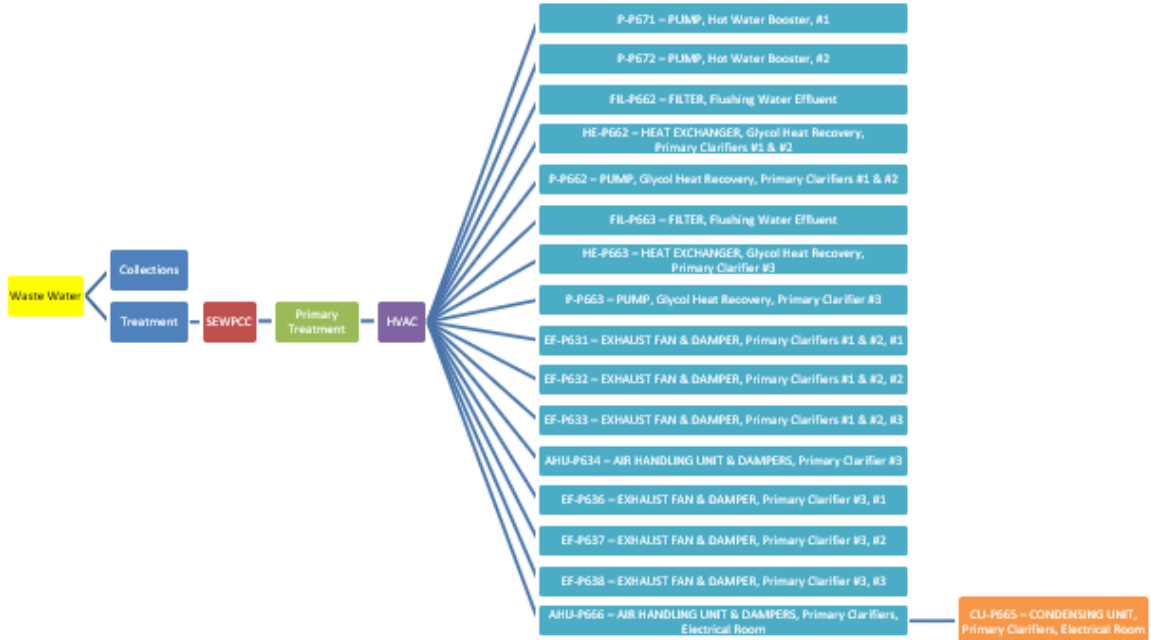 P-P671 – PUMP, Hot Water Booster, #1
P-P672 – PUMP, Hot Water Booster, #2
FIL-P662 – FILTER, Flushing Water Effluent
HE-P662 – HEAT EXCHANGER, Glycol Heat Recovery,
Primary Clarifiers #1 & #2
P-P662 – PUMP, Glycol Heat Recovery, Primary Clarifiers #1 & #2
FIL-P663 – FILTER, Flushing Water Effluent
HE-P663 – HEAT EXCHANGER, Glycol Heat Recovery,
Primary Clarifier #3
P-P663 – PUMP, Glycol Heat Recovery, Primary Clarifier #3
Collections
Waste Water
Treatment
SEWPCC
Primary
Treatment
HVAC
EF-P631 – EXHAUST FAN & DAMPER, Primary Clarifiers #1 & #2, #1
EF-P632 – EXHAUST FAN & DAMPER, Primary Clarifiers #1 & #2, #2
EF-P633 – EXHAUST FAN & DAMPER, Primary Clarifiers #1 & #2, #3
AHU-P634 – AIR HANDLING UNIT & DAMPERS, Primary Clarifier #3
EF-P636 – EXHAUST FAN & DAMPER, Primary Clarifier #3, #1
EF-P637 – EXHAUST FAN & DAMPER, Primary Clarifier #3, #2
EF-P638 – EXHAUST FAN & DAMPER, Primary Clarifier #3, #3
AHU-P666 – AIR HANDLING UNIT & DAMPERS, Primary Clarifiers,
Electrical Room
CU-P665 – CONDENSING UNIT,
Primary Clarifiers, Electrical Room